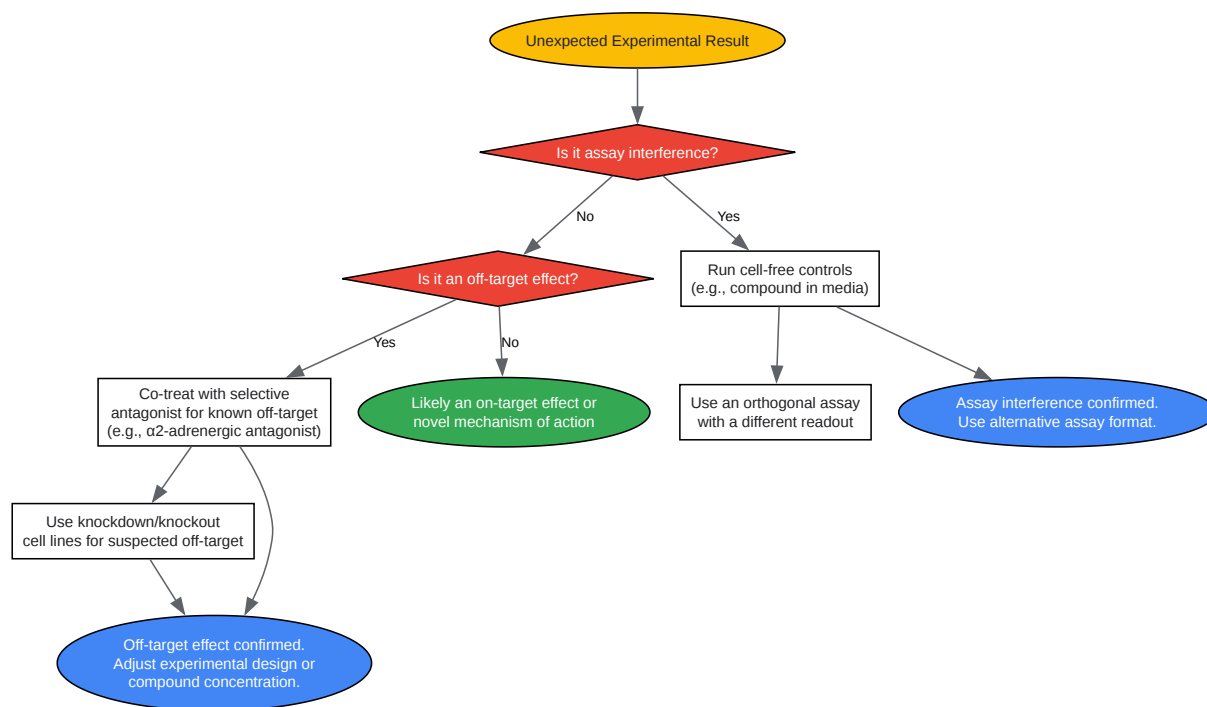 Unexpected Experimental Result
Is it assay interference?
No
Yes
Is it an off-target effect?
Run cell-free controls
(e.g., compound in media)
Yes
No
Co-treat with selective
antagonist for known off-target
(e.g., α2-adrenergic antagonist)
Likely an on-target effect or
novel mechanism of action
Use an orthogonal assay
with a different readout
Assay interference confirmed.
Use alternative assay format.
Use knockdown/knockout
cell lines for suspected off-target
Off-target effect confirmed.
Adjust experimental design or
compound concentration.